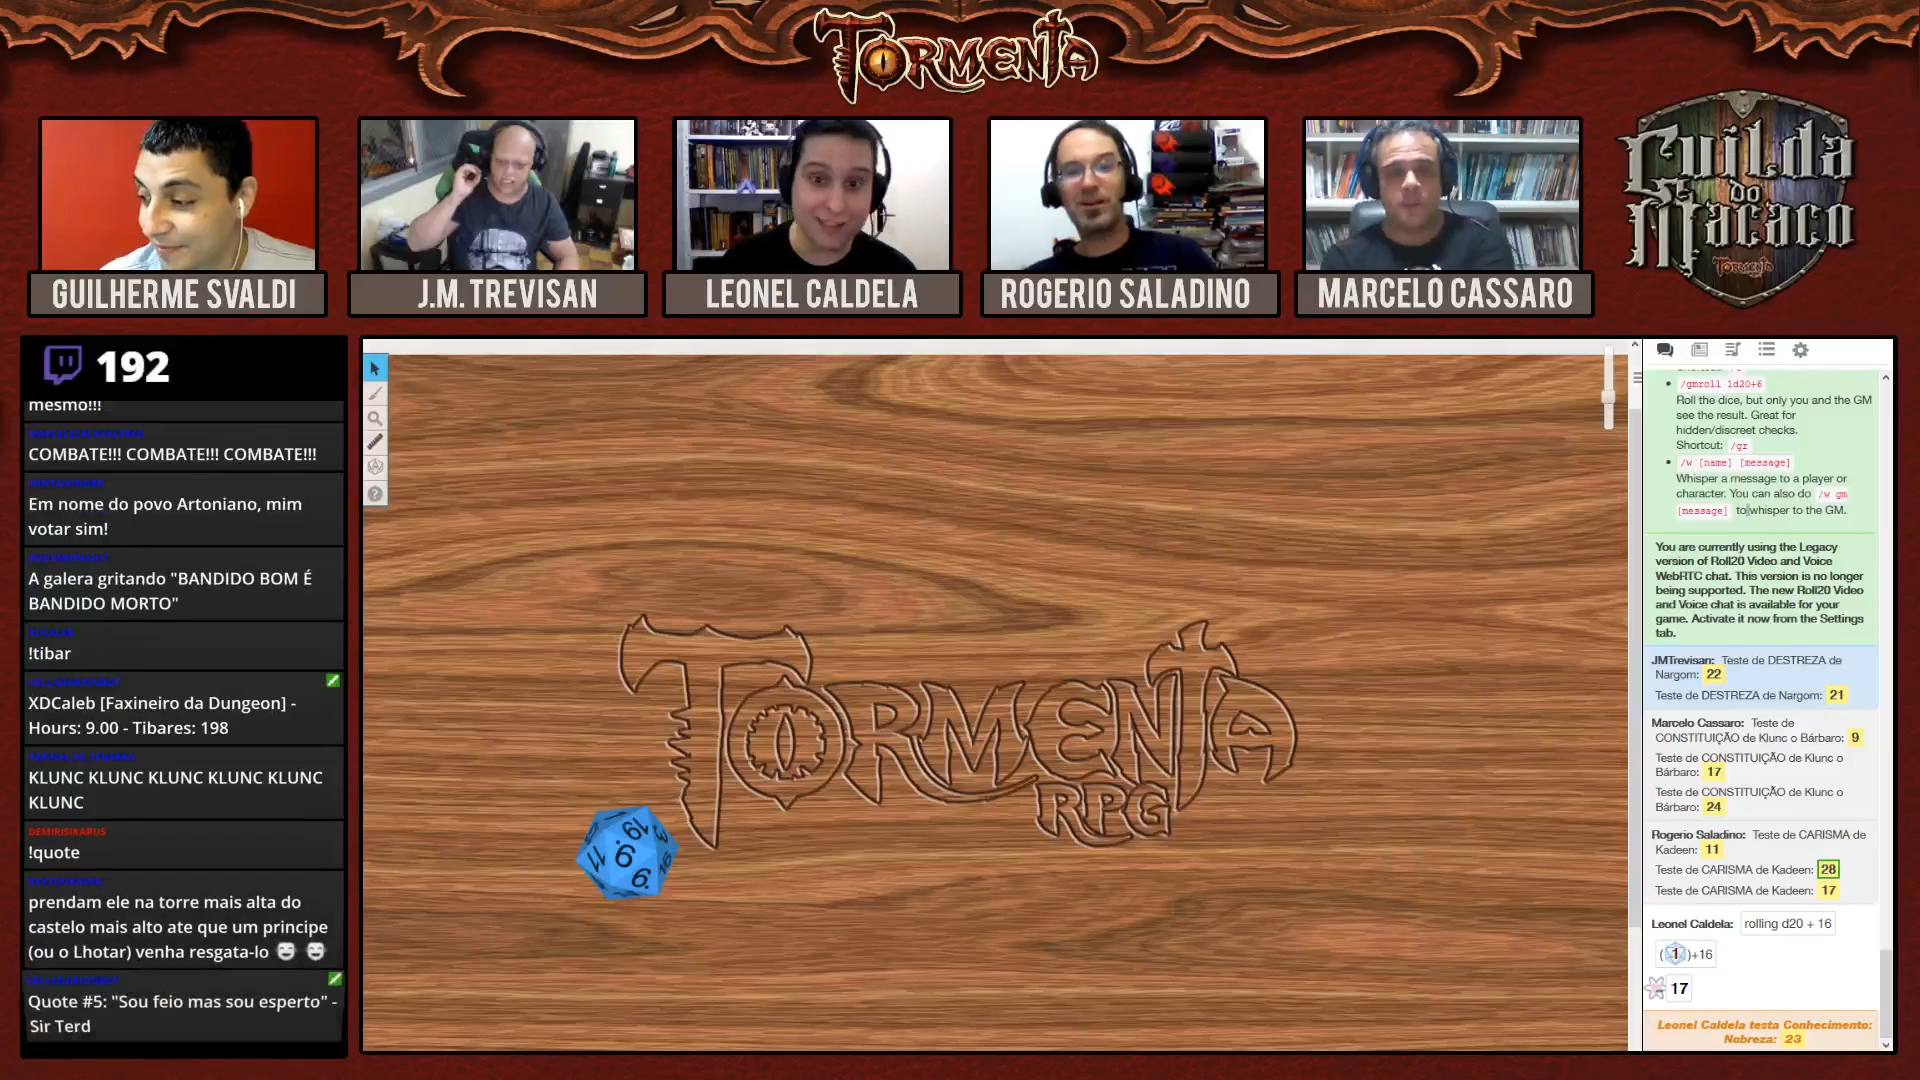 TORMENTA
GUILHERME SVALDI
J.M. TREVISAN
LEONEL CALDELA
ROGERIO SALADINO
MARCELO CASSARO
Guilda
do
Macaco
TORMENTA
192
mesmo!!!
COMBATE!!! COMBATE!!! COMBATE!!!
Em nome do povo Artoniano, mim
votar sim!
A galera gritando "BANDIDO BOM É
BANDIDO MORTO"
XDCALEB
!tibar
XDCaleb [Faxineiro da Dungeon] -
Hours: 9.00 - Tibares: 198
KLUNC KLUNC KLUNC KLUNC KLUNC
KLUNC
DEMIRISIKARUS
!quote
prendam ele na torre mais alta do
castelo mais alto ate que um principe
(ou o Lhotar) venha resgata-lo
Quote #5: "Sou feio mas sou esperto" -
Sir Terd
TORMENTA
RPG
19
3
11
9.
16
9.
/gmroll 1d20+6
Roll the dice, but only you and the GM
see the result. Great for
hidden/discreet checks.
Shortcut: /gr
/w [name] [message]
Whisper a message to a player or
character. You can also do /w gm
[message] to whisper to the GM.
You are currently using the Legacy
version of Roll20 Video and Voice
WebRTC chat. This version is no longer
being supported. The new Roll20 Video
and Voice chat is available for your
game. Activate it now from the Settings
tab.
JMTrevisan: Teste de DESTREZA de
Nargom: 22
Teste de DESTREZA de Nargom: 21
Marcelo Cassaro: Teste de
CONSTITUIÇÃO de Klunc o Bárbaro: 9
Teste de CONSTITUIÇÃO de Klunc o
Bárbaro: 17
Teste de CONSTITUIÇÃO de Klunc o
Bárbaro: 24
Rogerio Saladino: Teste de CARISMA de
Kadeen: 11
Teste de CARISMA de Kadeen: 28
Teste de CARISMA de Kadeen: 17
Leonel Caldela: rolling d20 + 16
(1)+16
17
Leonel Caldela testa Conhecimento:
Nobreza: 23